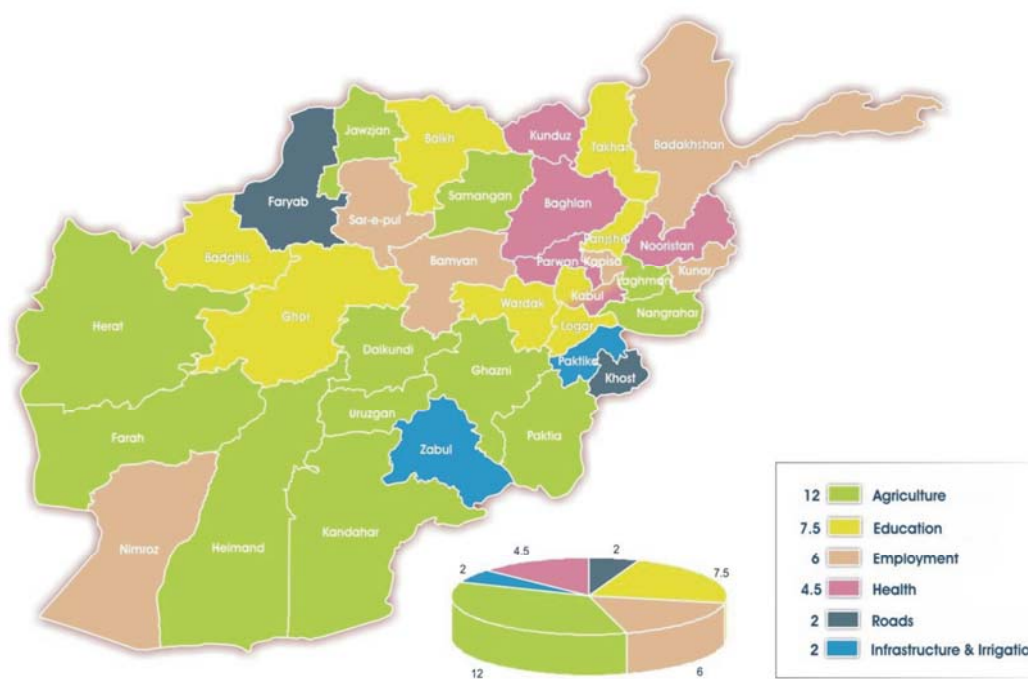 Jawzjan
Balkh
Kunduz
Takhar
Badakhshan
Faryab
Sar-e-pul
Samangan
Baghlan
Badghis
Bamyan
Parwan
Panjsher
Kapisa
Nooristan
Kunar
Laghman
Herat
Ghor
Wardak
Kabul
Nangrahar
Logar
Daikundi
Ghazni
Paktika
Khost
Uruzgan
Farah
Zabul
Paktia
Nimroz
Helmand
Kandahar
4.5
2
2
7.5
12
6
12 Agriculture
7.5 Education
6 Employment
4.5 Health
2 Roads
2 Infrastructure & Irrigatio